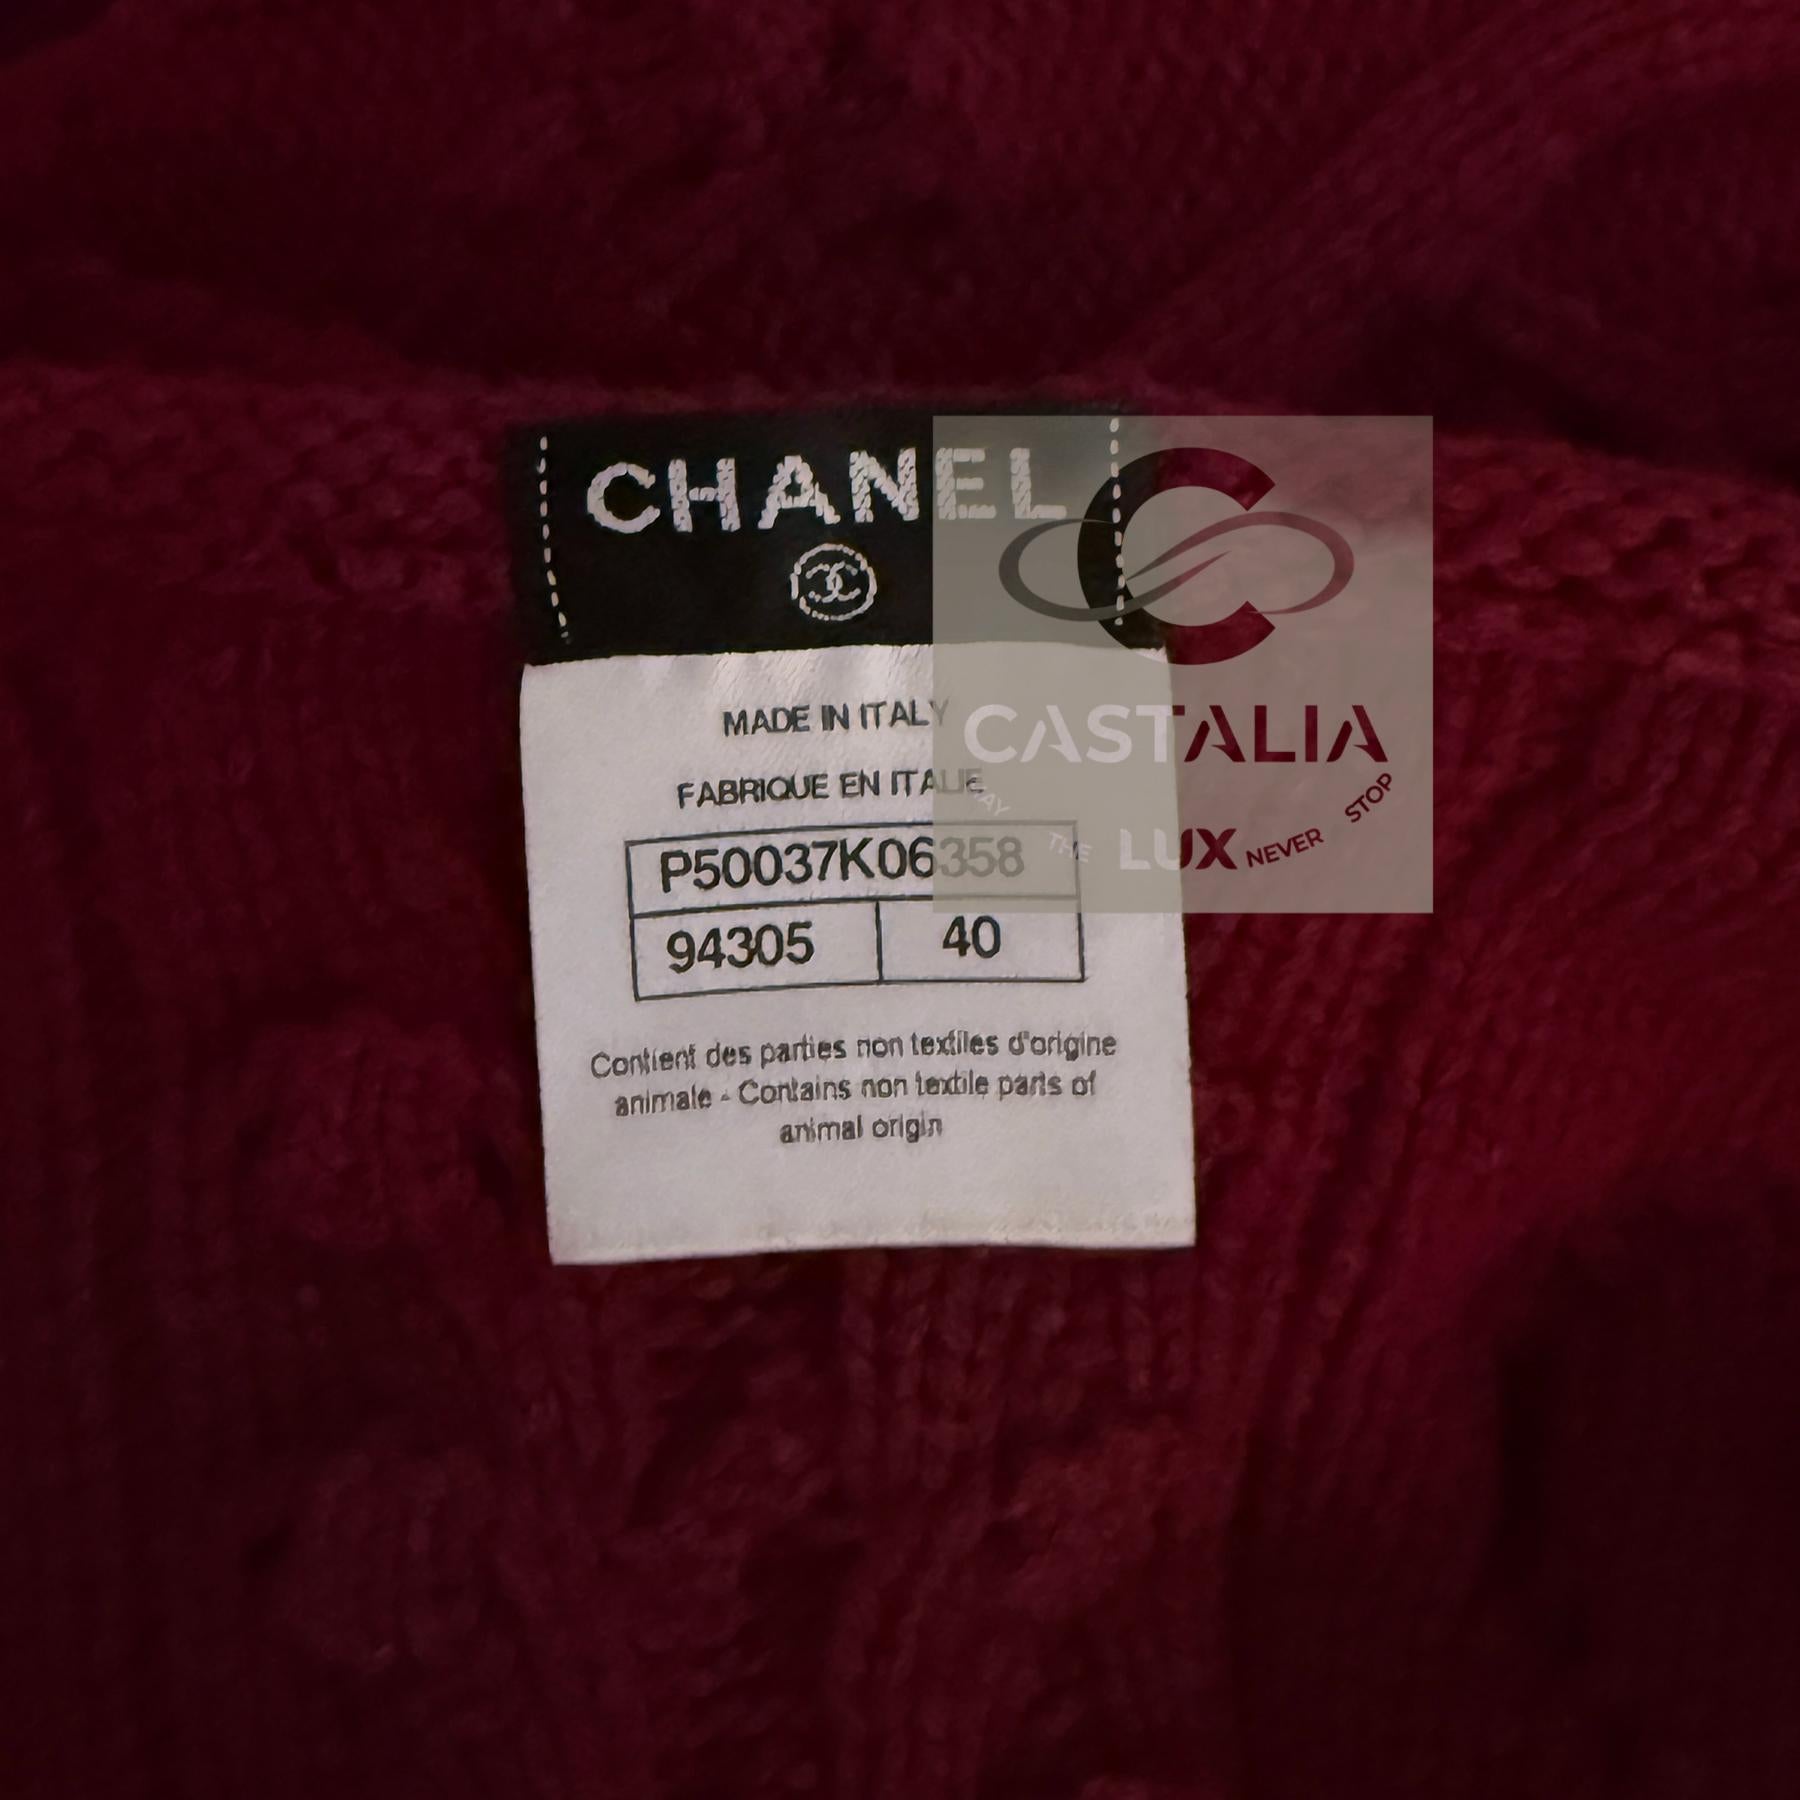 CHANEL
MADE IN ITALY
FABRIQUE EN ITALIE
P50037K06358
94305 40
Contient des parties non textiles d'origine
animale - Contains non textile parts of
animal origin
CASTALIA
THE LUX NEVER STOP